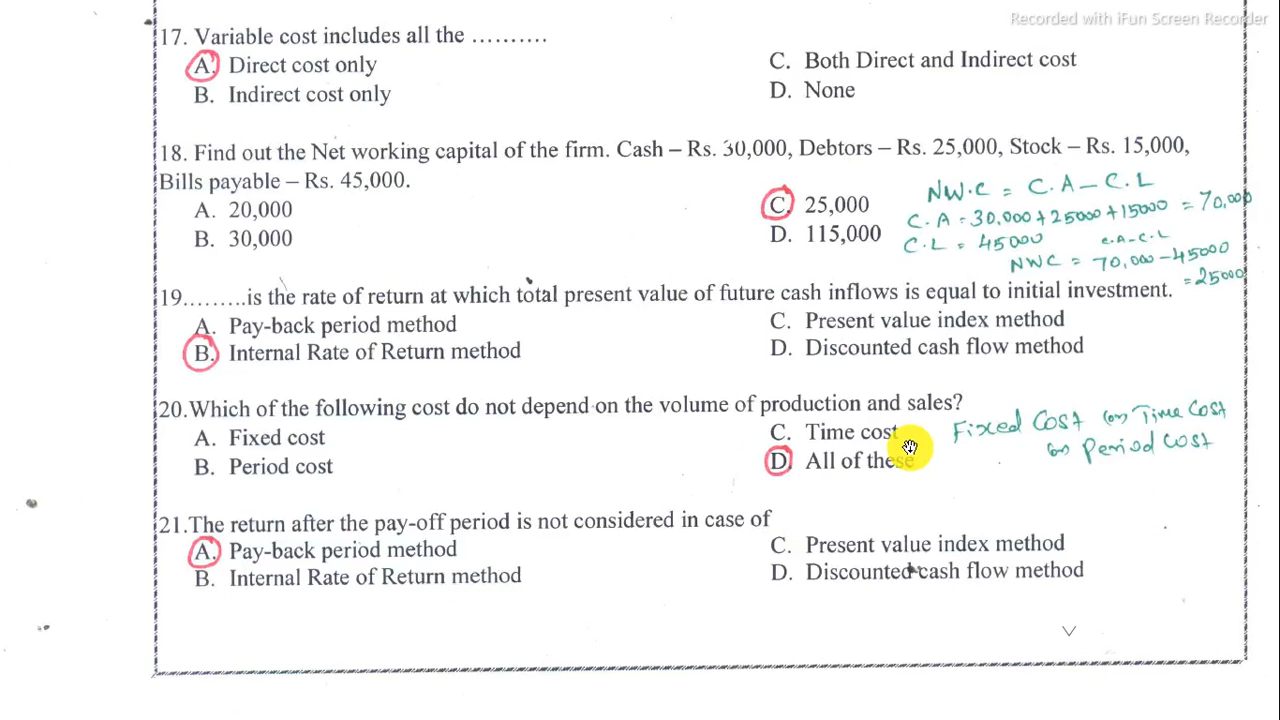 Recorded with iFun Screen Recorder
17. Variable cost includes all the ..........
A. Direct cost only
B. Indirect cost only
C. Both Direct and Indirect cost
D. None
18. Find out the Net working capital of the firm. Cash – Rs. 30,000, Debtors – Rs. 25,000, Stock – Rs. 15,000,
Bills payable – Rs. 45,000.
A. 20,000
B. 30,000
C. 25,000
D. 115,000
NW.C = C.A – C.L
C.A = 30,000 + 25000 + 15000 = 70,000
C.L = 45000
C.A-C.L
NWC = 70,000 – 45000
= 25000
19.........is the rate of return at which total present value of future cash inflows is equal to initial investment.
A. Pay-back period method
B. Internal Rate of Return method
C. Present value index method
D. Discounted cash flow method
20.Which of the following cost do not depend on the volume of production and sales?
A. Fixed cost
B. Period cost
C. Time cost
D. All of these
Fixed Cost Time Cost
Period Cost
21.The return after the pay-off period is not considered in case of
A. Pay-back period method
B. Internal Rate of Return method
C. Present value index method
D. Discounted cash flow method